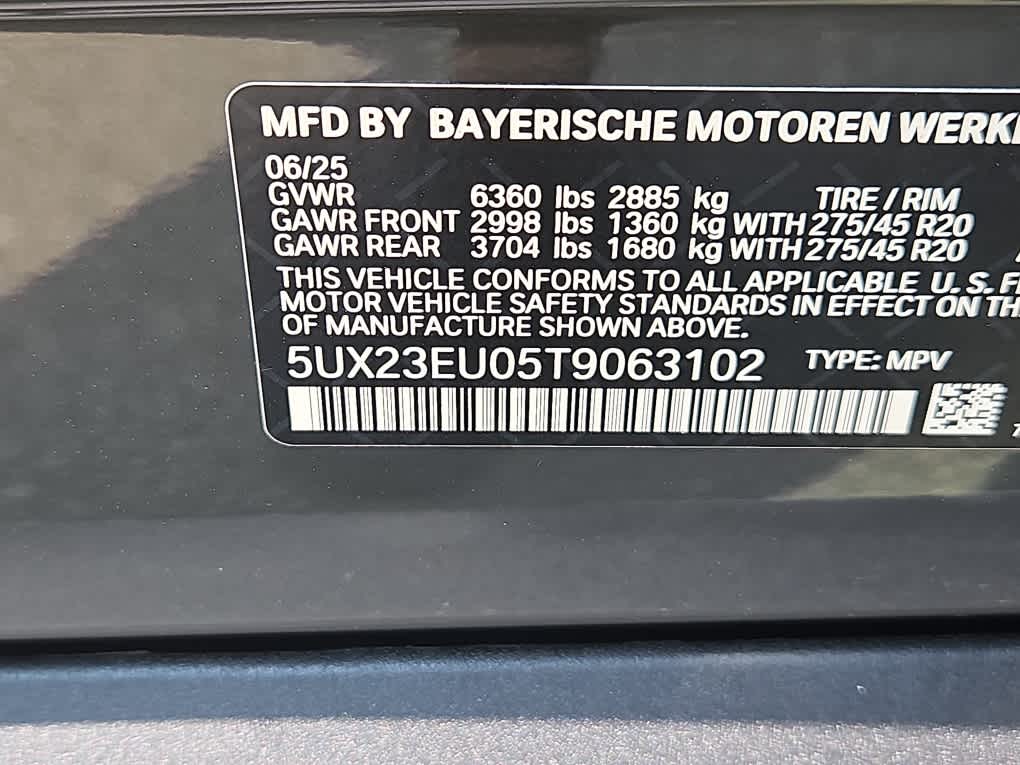 MFD BY BAYERISCHE MOTOREN
06/25
GVWR 6360 lbs 2885 kg TIRE / RIM
GAWR FRONT 2998 lbs 1360 kg WITH 275/45 R20
GAWR REAR 3704 lbs 1680 kg WITH 275/45 R20
THIS VEHICLE CONFORMS TO ALL APPLICABLE U. S.
MOTOR VEHICLE SAFETY STANDARDS IN EFFECT ON
OF MANUFACTURE SHOWN ABOVE.
5UX23EU05T9063102 TYPE: MPV